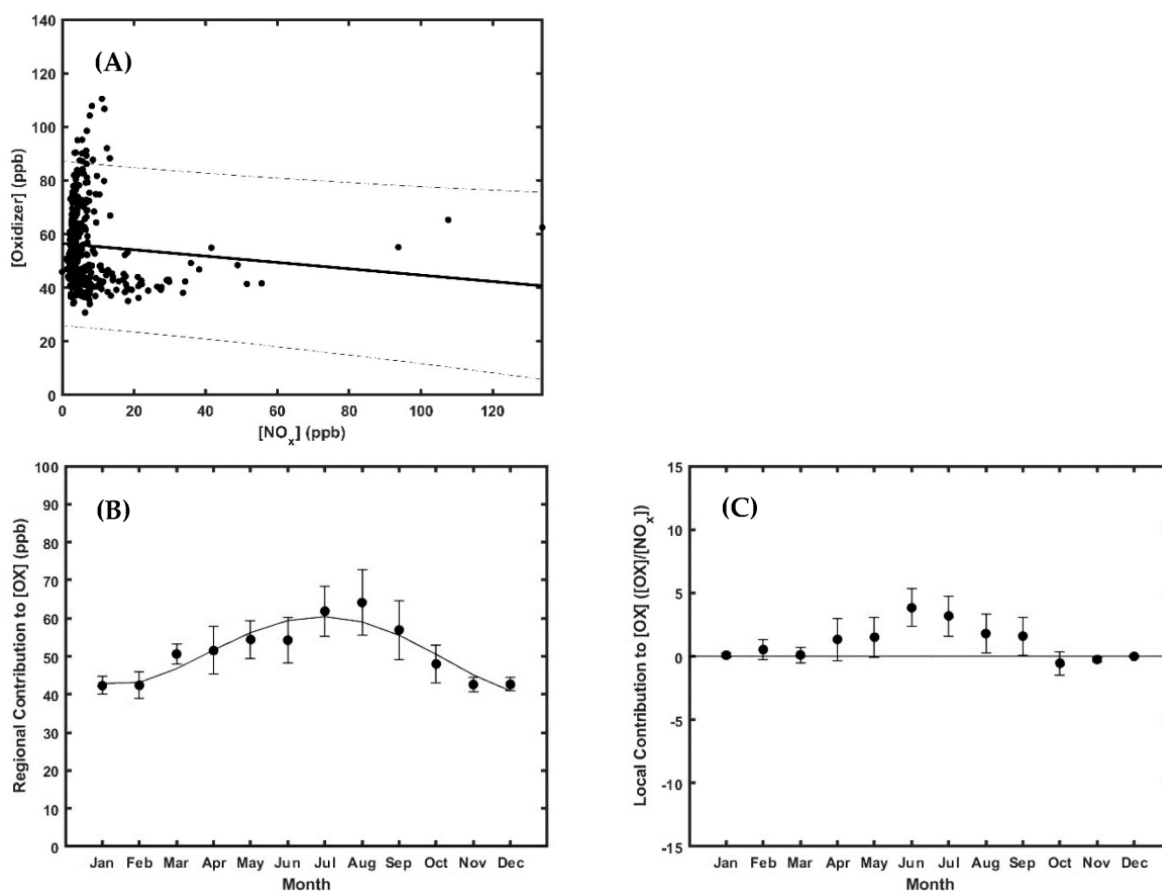 (A)
[Oxidizer] (ppb)
140
120
100
80
60
40
20
0
0 20 40 60 80 100 120
[NOx] (ppb)
(B)
Regional Contribution to [OX] (ppb)
100
90
80
70
60
50
40
30
20
10
0
Jan Feb Mar Apr May Jun Jul Aug Sep Oct Nov Dec
Month
(C)
Local Contribution to [OX] ([OX]/[NOx])
15
10
5
0
-5
-10
-15
Jan Feb Mar Apr May Jun Jul Aug Sep Oct Nov Dec
Month